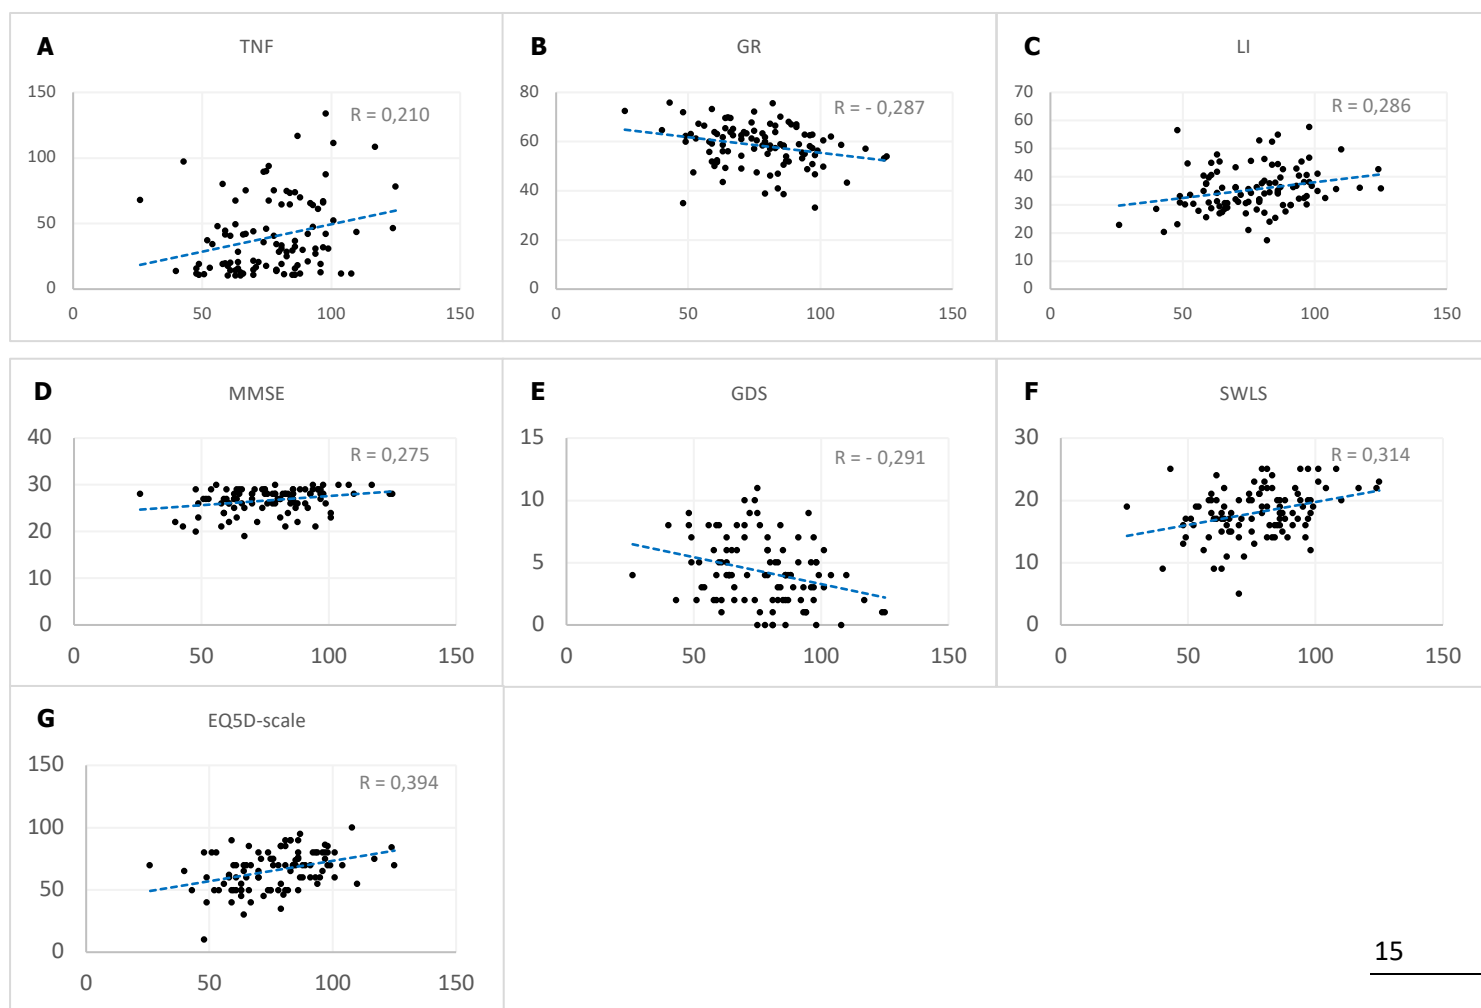 A TNF
R = 0,210
150
100
50
0
0 50 100 150
B GR
R = - 0,287
80
60
40
20
0
0 50 100 150
C LI
R = 0,286
70
60
50
40
30
20
10
0
0 50 100 150
D MMSE
R = 0,275
40
30
20
10
0
0 50 100 150
E GDS
R = - 0,291
15
10
5
0
0 50 100 150
F SWLS
R = 0,314
30
20
10
0
0 50 100 150
G EQ5D-scale
R = 0,394
150
100
50
0
0 50 100 150
15